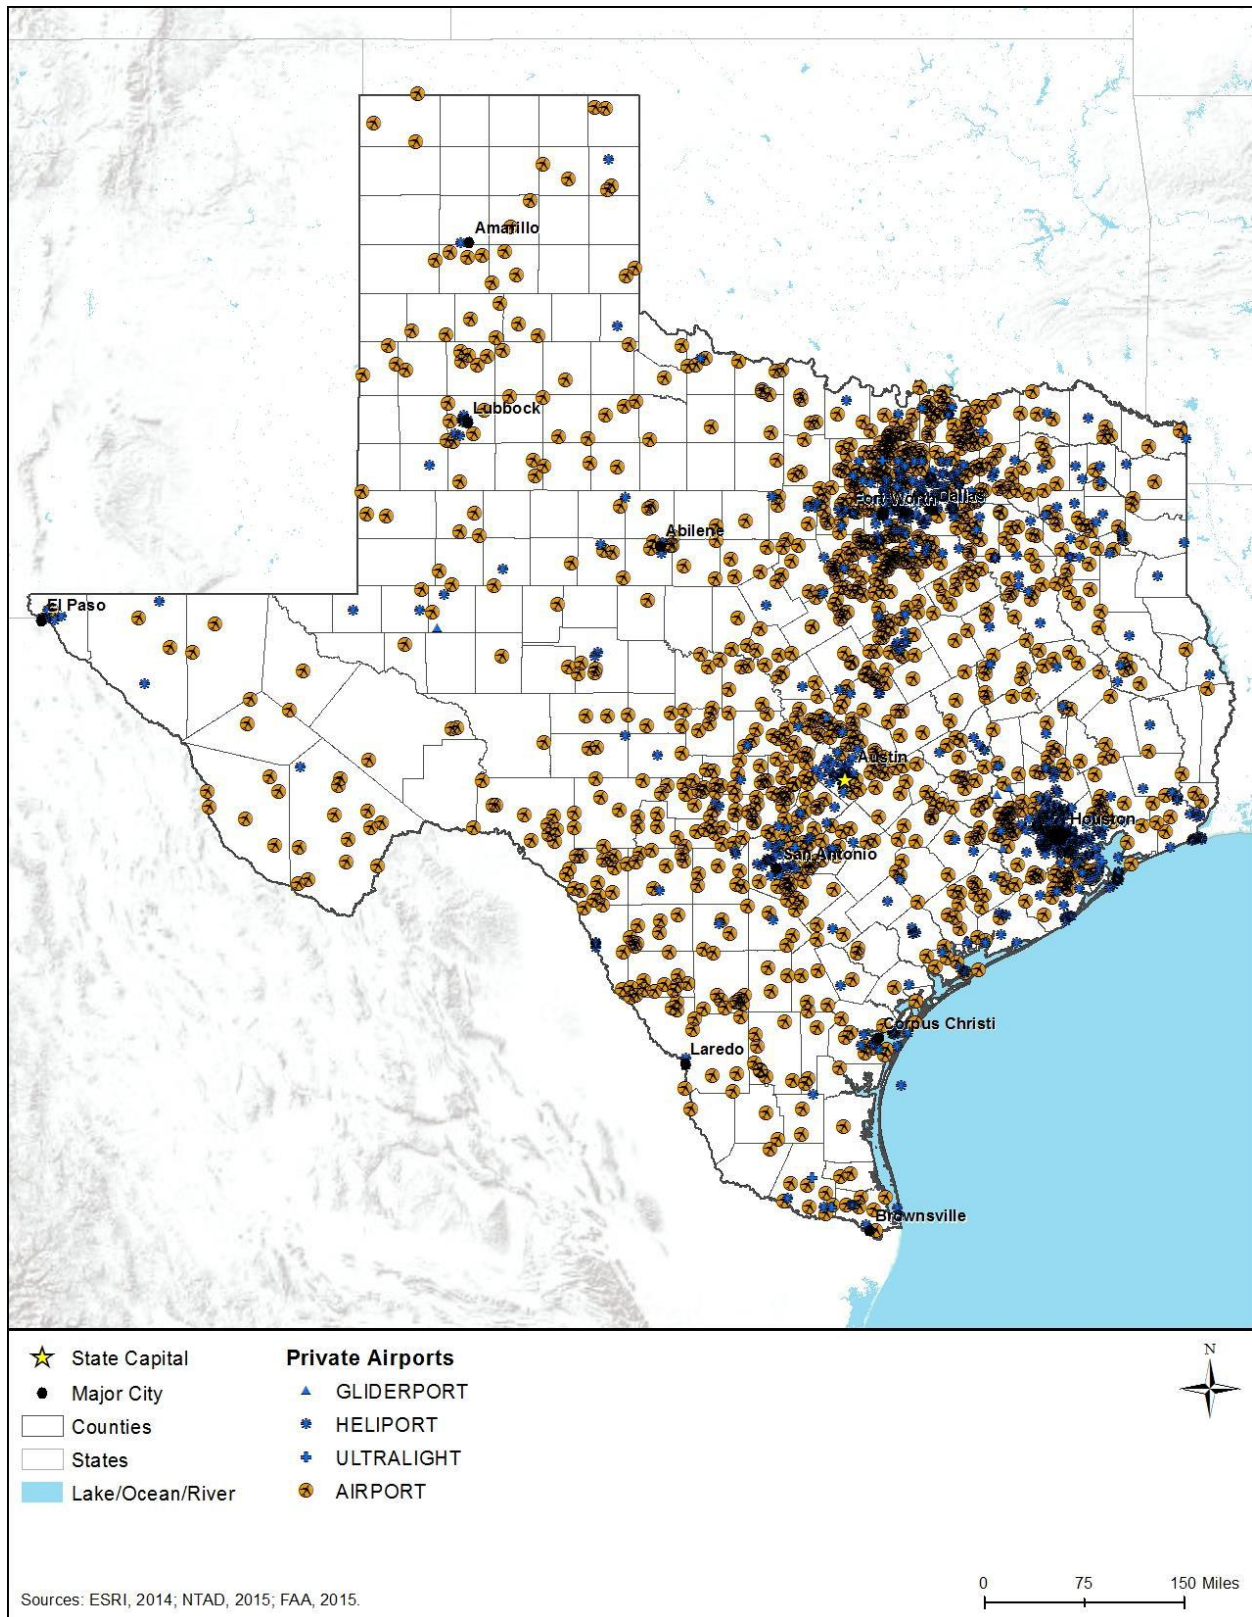 Amarillo
Lubbock
Fort Worth
Dallas
Abilene
El Paso
Austin
Houston
San Antonio
Corpus Christi
Laredo
Brownsville
State Capital
Major City
Counties
States
Lake/Ocean/River
Private Airports
GLIDERPORT
HELIPORT
ULTRALIGHT
AIRPORT
N
0 75 150 Miles
Sources: ESRI, 2014; NTAD, 2015; FAA, 2015.